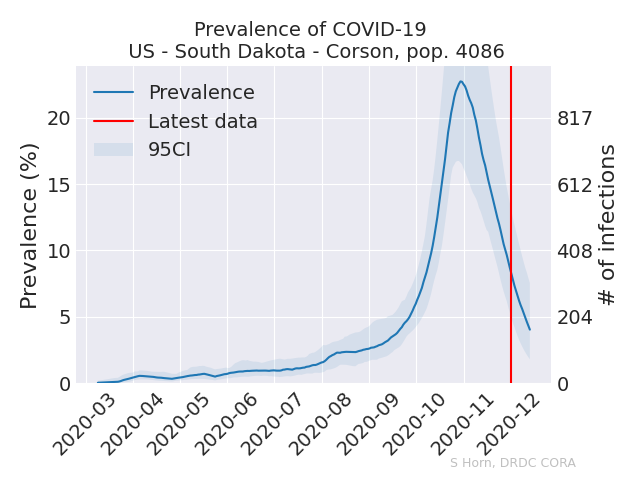 Prevalence of COVID-19
US - South Dakota - Corson, pop. 4086
Prevalence
Latest data
95CI
Prevalence (%)
20
15
10
5
0
817
612
408
204
0
# of infections
2020-03
2020-04
2020-05
2020-06
2020-07
2020-08
2020-09
2020-10
2020-11
2020-12
S Horn, DRDC CORA